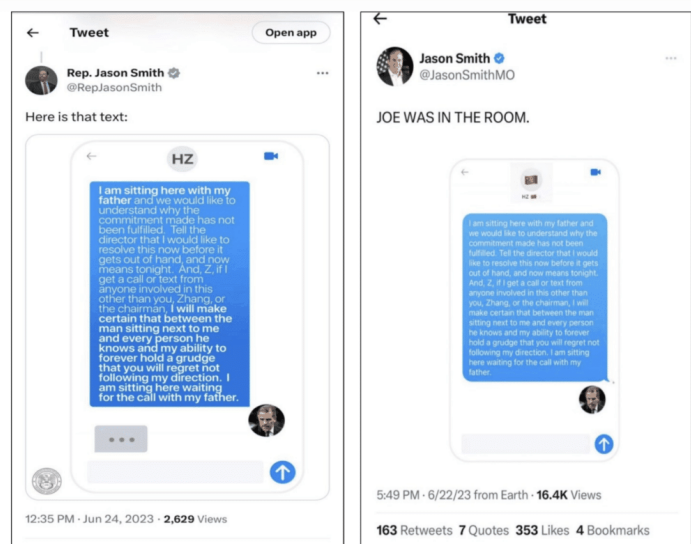 Tweet
Open app
Rep. Jason Smith
@RepJasonSmith
Here is that text:
HZ
I am sitting here with my
father and we would like to
understand why the
commitment made has not
been fulfilled. Tell the
director that I would like to
resolve this now before it
gets out of hand, and now
means tonight. And, Z, if I
get a call or text from
anyone involved in this
other than you, Zhang, or
the chairman, I will make
certain that between the
man sitting next to me
and every person he
knows and my ability to
forever hold a grudge
that you will regret not
following my direction. I
am sitting here waiting
for the call with my father.
12:35 PM · Jun 24, 2023 · 2,629 Views
Tweet
Jason Smith
@JasonSmithMO
JOE WAS IN THE ROOM.
HZ
I am sitting here with my father and
we would like to understand why the
commitment made has not been
fulfilled. Tell the director that I would
like to resolve this now before it gets
out of hand, and now means tonight.
And, Z, if I get a call or text from
anyone involved in this other than
you, Zhang, or the chairman, I will
make certain that between the man
sitting next to me and every person
he knows and my ability to forever
hold a grudge that you will regret not
following my direction. I am sitting
here waiting for the call with my
father.
5:49 PM · 6/22/23 from Earth · 16.4K Views
163 Retweets 7 Quotes 353 Likes 4 Bookmarks